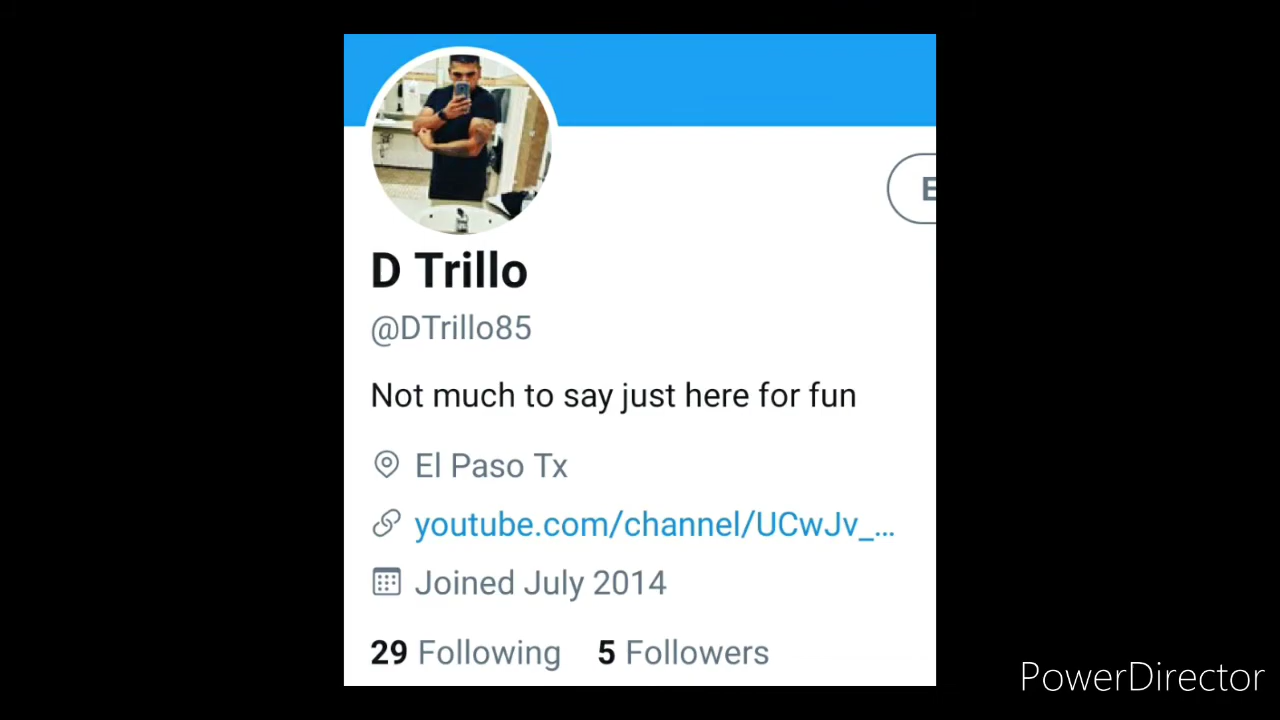 E
D Trillo
@DTrillo85
Not much to say just here for fun
El Paso Tx
youtube.com/channel/UCwJv_...
Joined July 2014
29 Following 5 Followers
PowerDirector